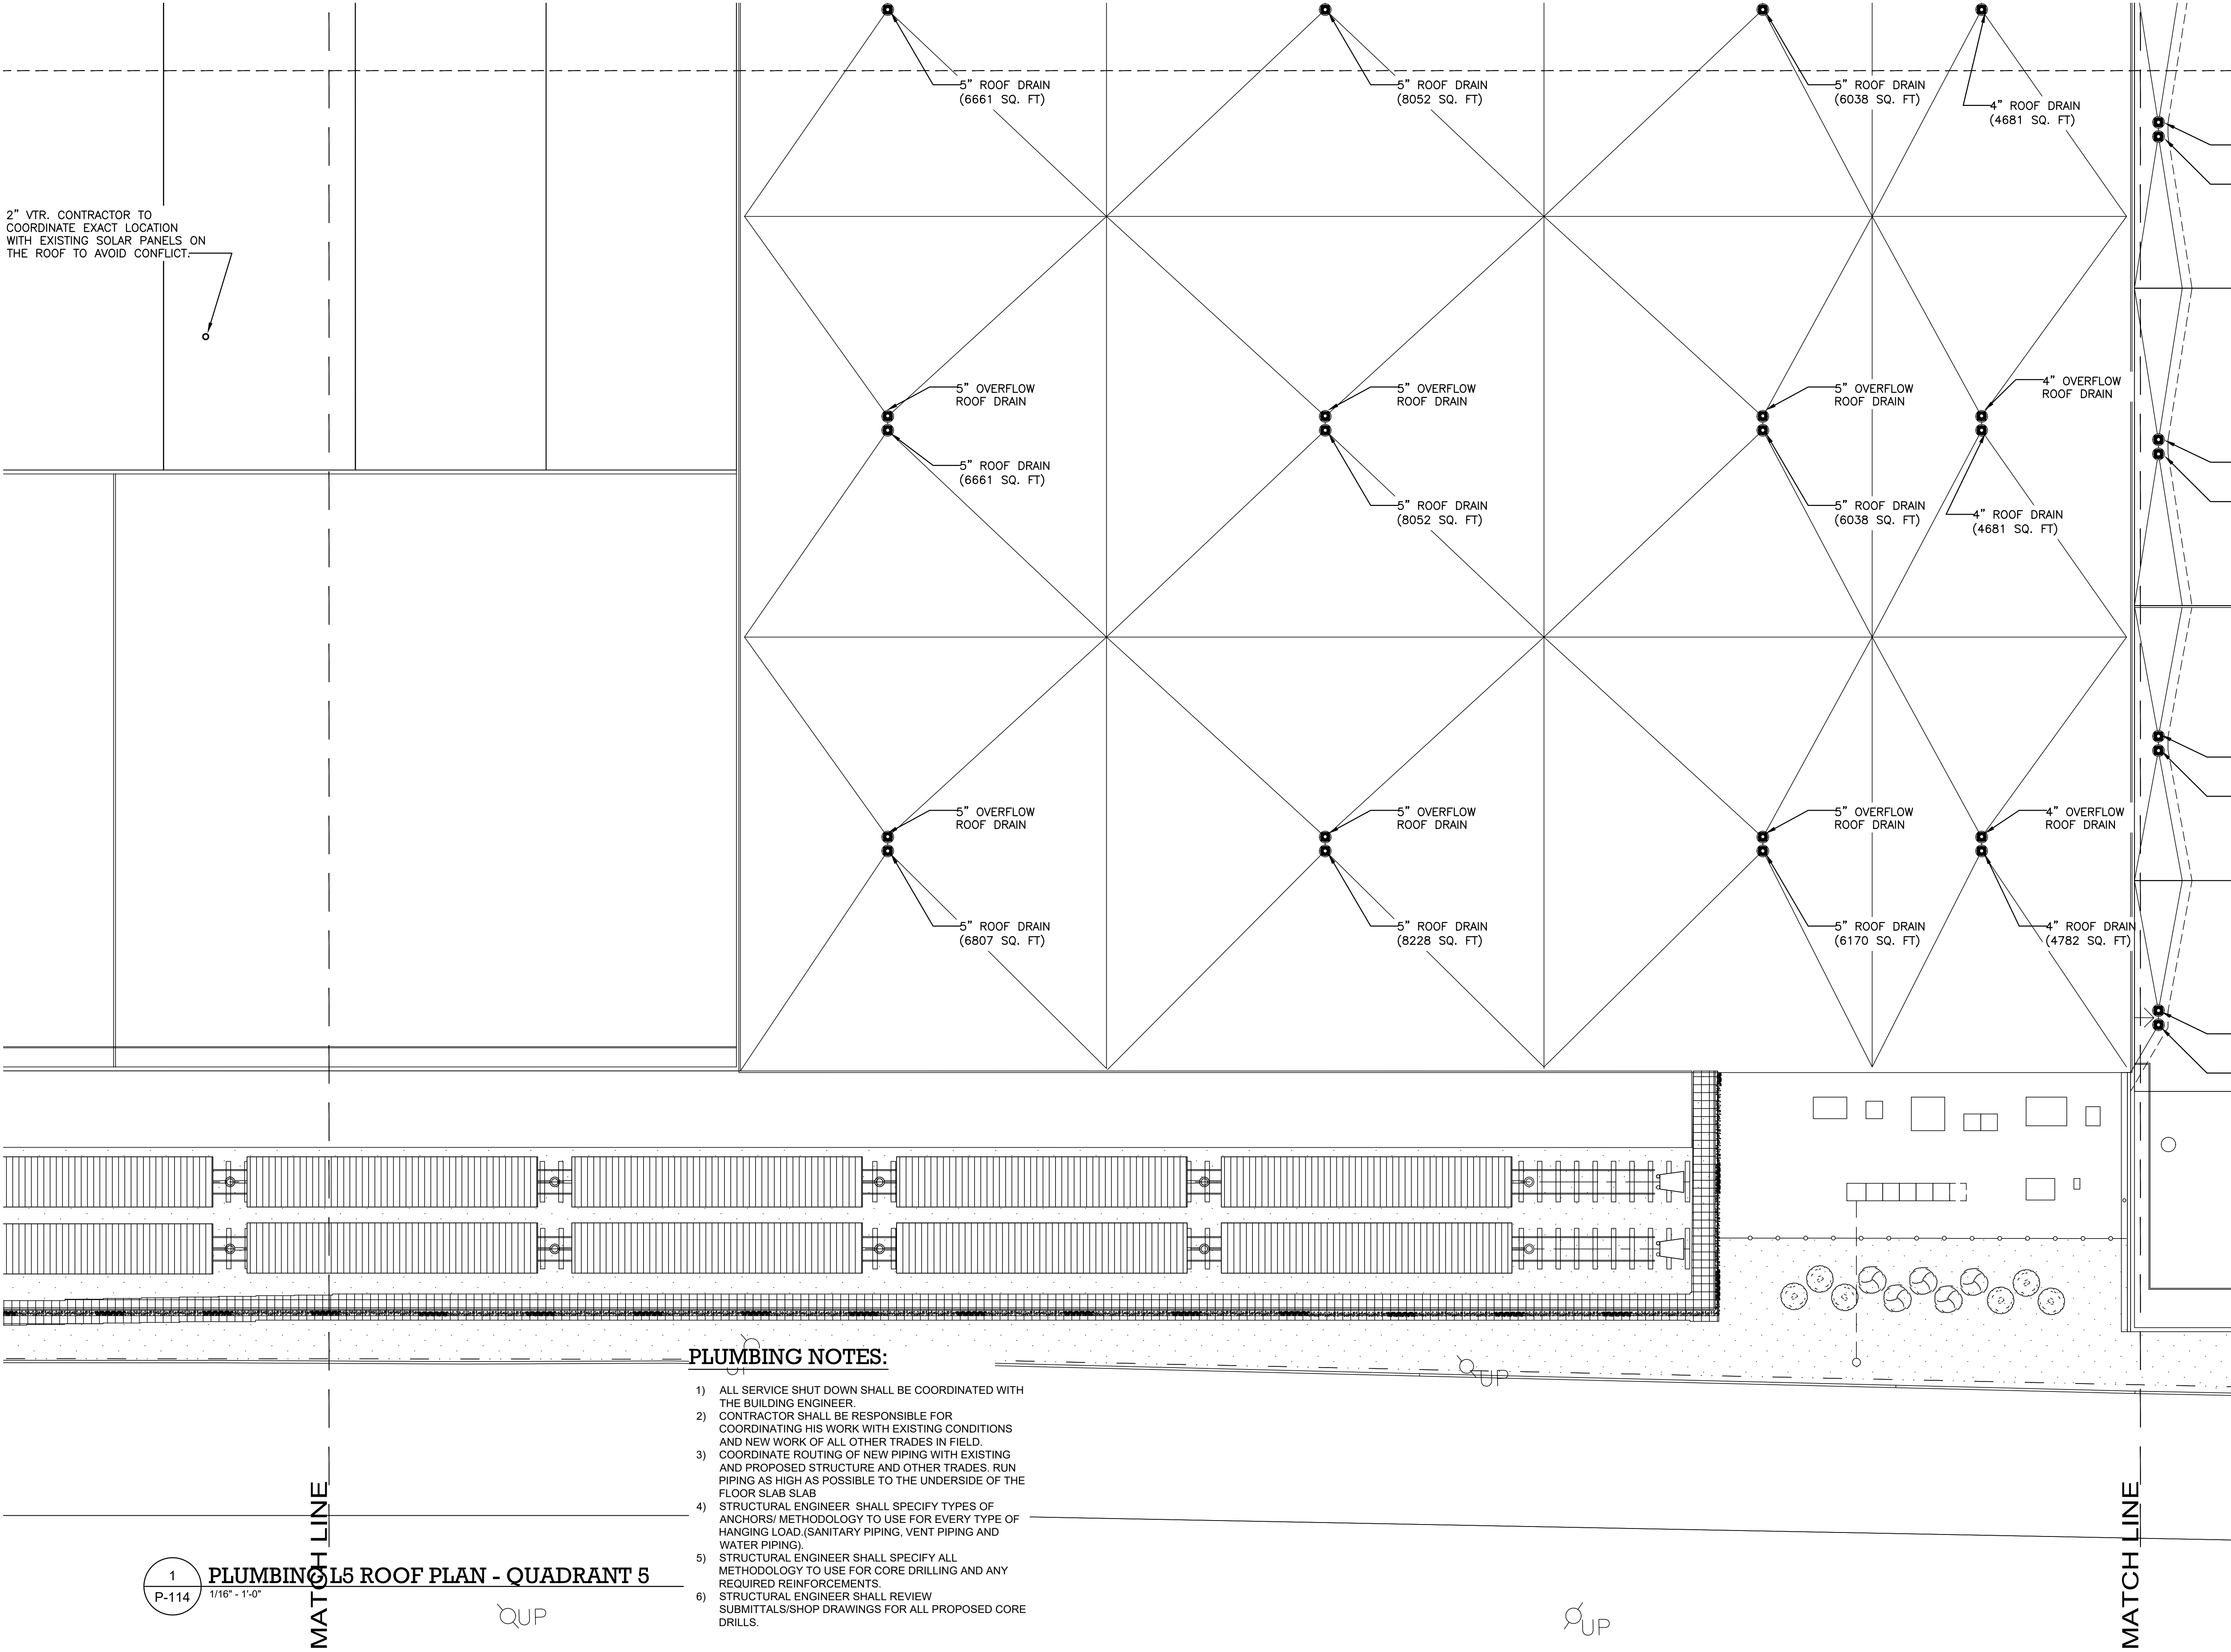 5” ROOF DRAIN
(6661 SQ. FT)
5” ROOF DRAIN
(8052 SQ. FT)
5” ROOF DRAIN
(6038 SQ. FT)
4” ROOF DRAIN
(4681 SQ. FT)
2” VTR. CONTRACTOR TO
COORDINATE EXACT LOCATION
WITH EXISTING SOLAR PANELS ON
THE ROOF TO AVOID CONFLICT.
5” OVERFLOW
ROOF DRAIN
5” OVERFLOW
ROOF DRAIN
5” OVERFLOW
ROOF DRAIN
4” OVERFLOW
ROOF DRAIN
5” ROOF DRAIN
(6661 SQ. FT)
5” ROOF DRAIN
(8052 SQ. FT)
5” ROOF DRAIN
(6038 SQ. FT)
4” ROOF DRAIN
(4681 SQ. FT)
5” OVERFLOW
ROOF DRAIN
5” OVERFLOW
ROOF DRAIN
5” OVERFLOW
ROOF DRAIN
4” OVERFLOW
ROOF DRAIN
5” ROOF DRAIN
(6807 SQ. FT)
5” ROOF DRAIN
(8228 SQ. FT)
5” ROOF DRAIN
(6170 SQ. FT)
4” ROOF DRAIN
(4782 SQ. FT)
UP
UP
PLUMBING NOTES:
1) ALL SERVICE SHUT DOWN SHALL BE COORDINATED WITH
THE BUILDING ENGINEER.
2) CONTRACTOR SHALL BE RESPONSIBLE FOR
COORDINATING HIS WORK WITH EXISTING CONDITIONS
AND NEW WORK OF ALL OTHER TRADES IN FIELD.
3) COORDINATE ROUTING OF NEW PIPING WITH EXISTING
AND PROPOSED STRUCTURE AND OTHER TRADES. RUN
PIPING AS HIGH AS POSSIBLE TO THE UNDERSIDE OF THE
FLOOR SLAB SLAB
4) STRUCTURAL ENGINEER SHALL SPECIFY TYPES OF
ANCHORS/ METHODOLOGY TO USE FOR EVERY TYPE OF
HANGING LOAD.(SANITARY PIPING, VENT PIPING AND
WATER PIPING).
5) STRUCTURAL ENGINEER SHALL SPECIFY ALL
METHODOLOGY TO USE FOR CORE DRILLING AND ANY
REQUIRED REINFORCEMENTS.
6) STRUCTURAL ENGINEER SHALL REVIEW
SUBMITTALS/SHOP DRAWINGS FOR ALL PROPOSED CORE
DRILLS.
MATCH LINE
MATCH LINE
1
P-114
PLUMBING L5 ROOF PLAN - QUADRANT 5
1/16" - 1'-0"
UP
UP